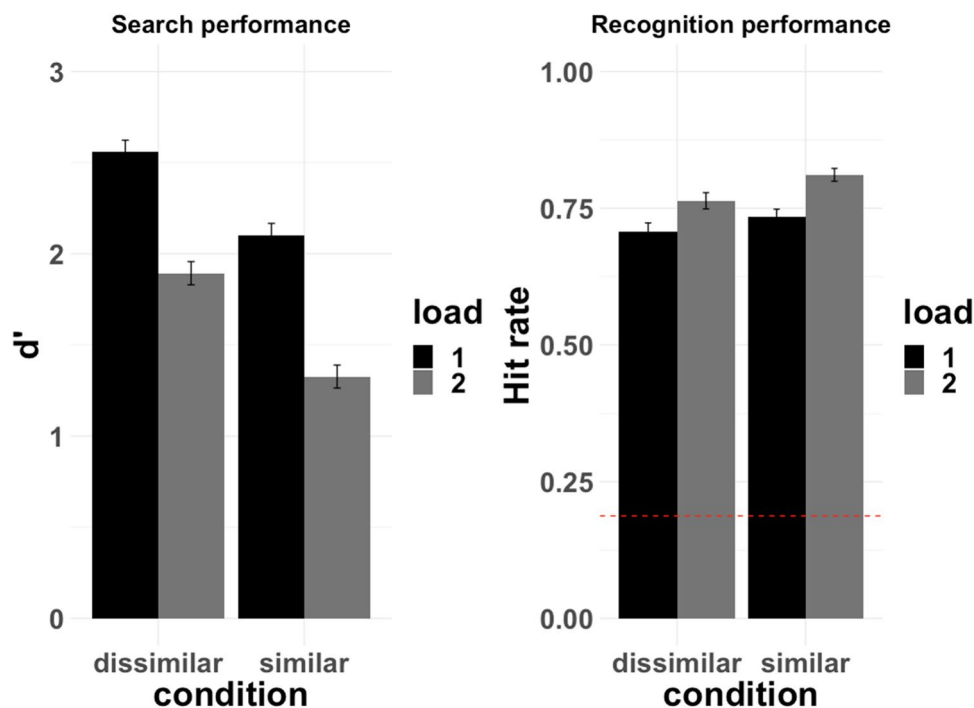 Search performance
3
2
1
0
d'
dissimilar
similar
condition
load
1
2
Recognition performance
1.00
0.75
0.50
0.25
0.00
Hit rate
dissimilar
similar
condition
load
1
2